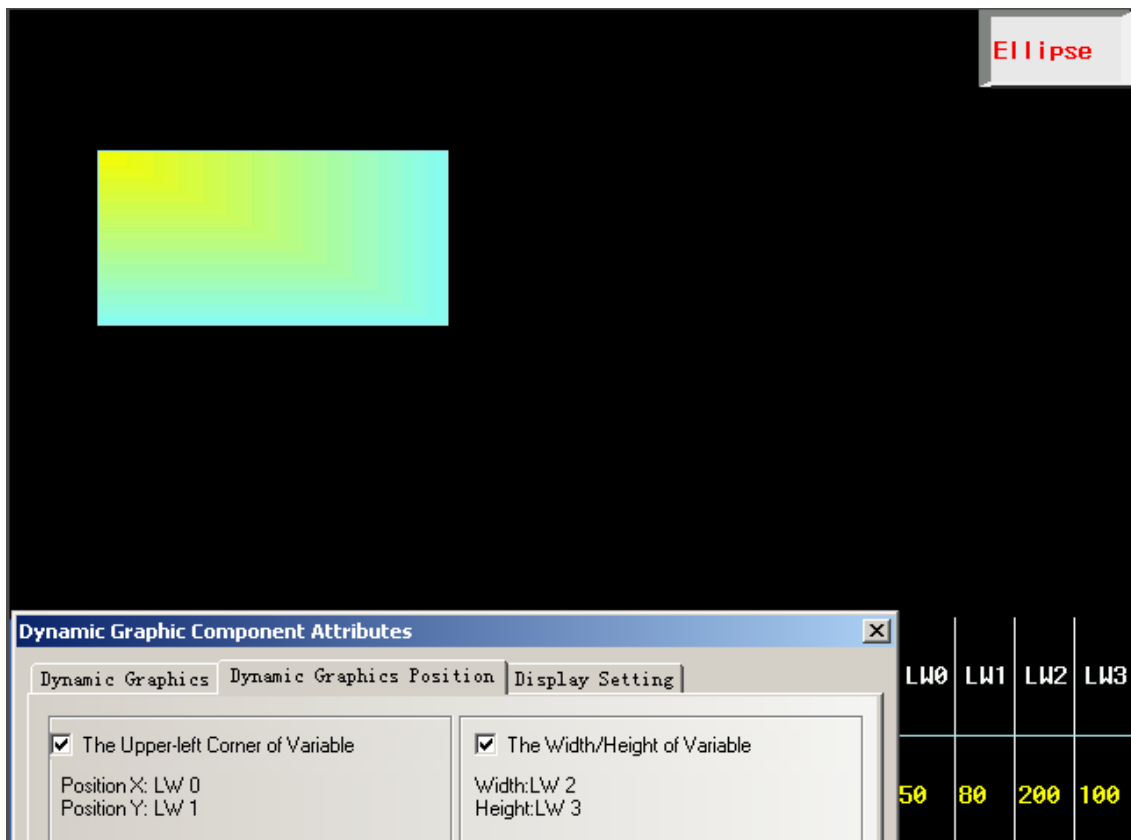 Ellipse
Dynamic Graphic Component Attributes
Dynamic Graphics Dynamic Graphics Position Display Setting
The Upper-left Corner of Variable
Position X: LW 0
Position Y: LW 1
The Width/Height of Variable
Width:LW 2
Height:LW 3
LW0 LW1 LW2 LW3
50 80 200 100